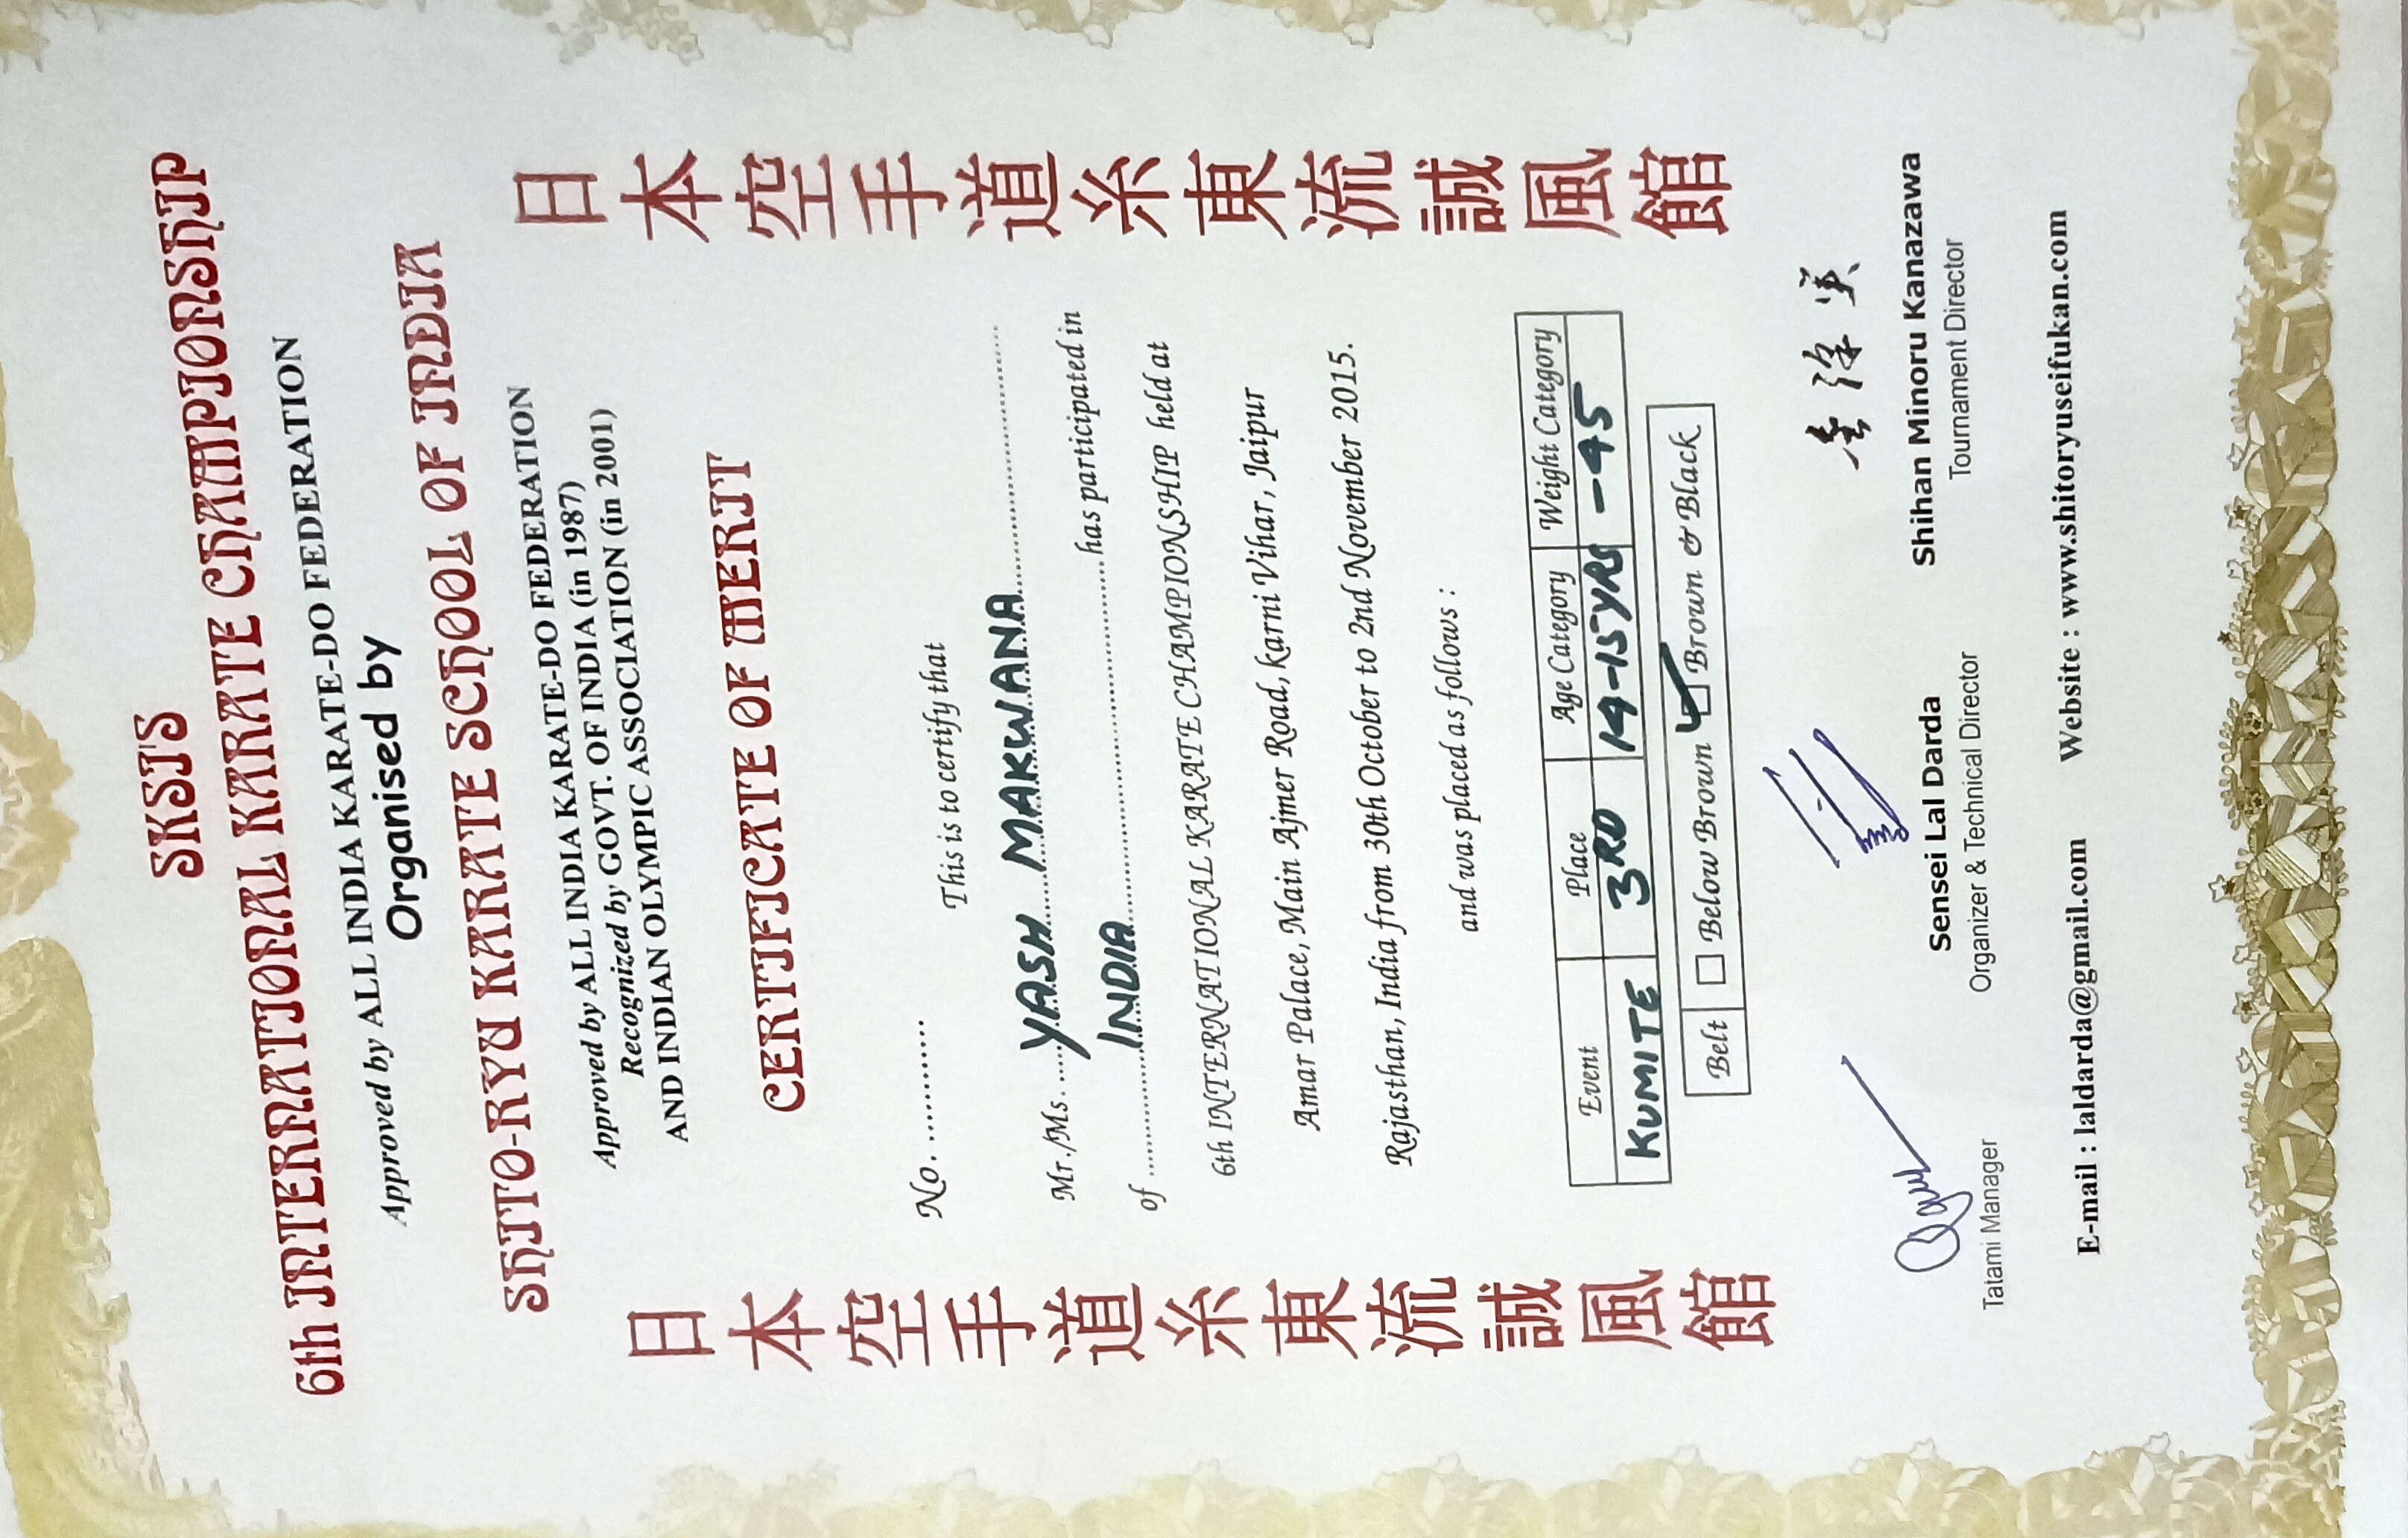 SKSI'S
6th INTERNATIONAL KARATE CHAMPIONSHIP
Approved by ALL INDIA KARATE-DO FEDERATION
Organised by
SHITO-RYU KARATE SCHOOL OF INDIA
Approved by ALL INDIA KARATE-DO FEDERATION
Recognized by GOVT. OF INDIA (in 1987)
AND INDIAN OLYMPIC ASSOCIATION (in 2001)
日本空手道糸東流誠風館
日本空手道糸東流誠風館
CERTIFICATE OF MERIT
No. ............
This is to certify that
Mr./Ms. YASH MAKWANA
of INDIA has participated in
6th INTERNATIONAL KARATE CHAMPIONSHIP held at
Amar Palace, Main Ajmer Road, karni Vihar, Jaipur
Rajasthan, India from 30th October to 2nd November 2015.
and was placed as follows :
Event Place Age Category Weight Category
KUMITE 3RD 14-15 YRS -45
Belt Below Brown Brown & Black
Sensei Lal Darda
Shihan Minoru Kanazawa
Tatami Manager
Organizer & Technical Director
Tournament Director
E-mail : laldarda@gmail.com Website : www.shitoryuseifukan.com